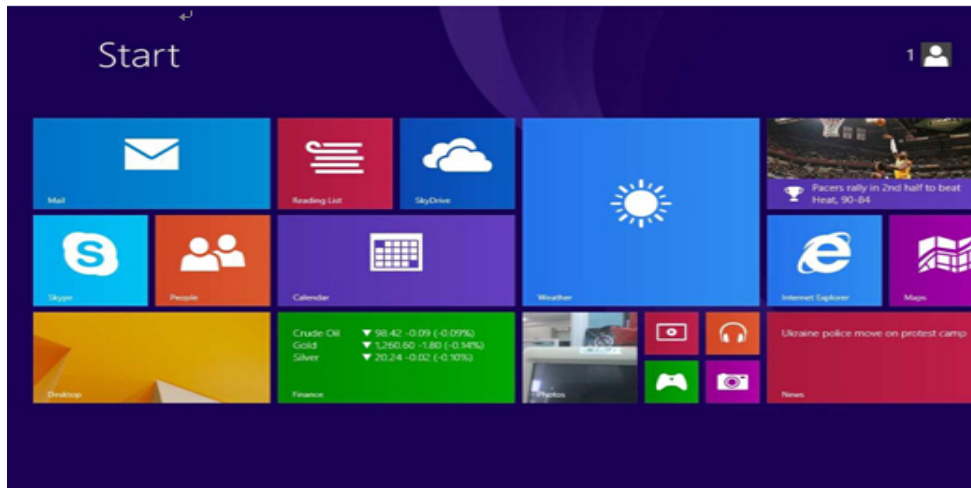 Start
1
Mail
Reading List
SkyDrive
Pacers rally in 2nd half to beat
Heat, 90-84
Skype
People
Calendar
Weather
Internet Explorer
Maps
Desktop
Crude Oil ▼ 98.42 -0.09 (-0.09%)
Gold ▼ 1,260.60 -1.80 (-0.14%)
Silver ▼ 20.24 -0.02 (-0.10%)
Finance
Photos
Ukraine police move on protest camp
News